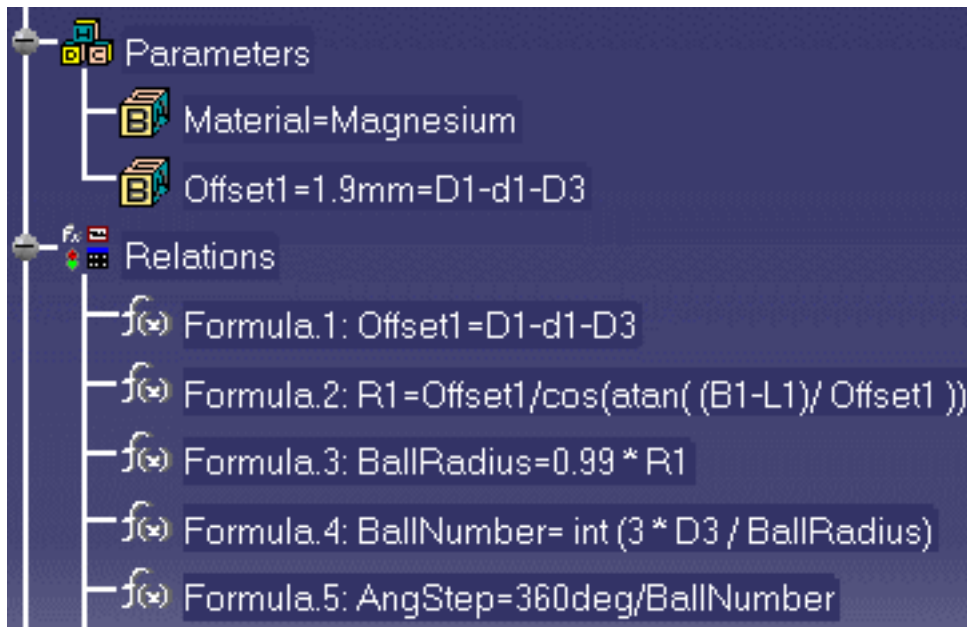 Parameters
Material=Magnesium
Offset1=1.9mm=D1-d1-D3
Relations
Formula.1: Offset1=D1-d1-D3
Formula.2: R1=Offset1/cos(atan( (B1-L1)/ Offset1 ))
Formula.3: BallRadius=0.99 * R1
Formula.4: BallNumber= int (3 * D3 / BallRadius)
Formula.5: AngStep=360deg/BallNumber